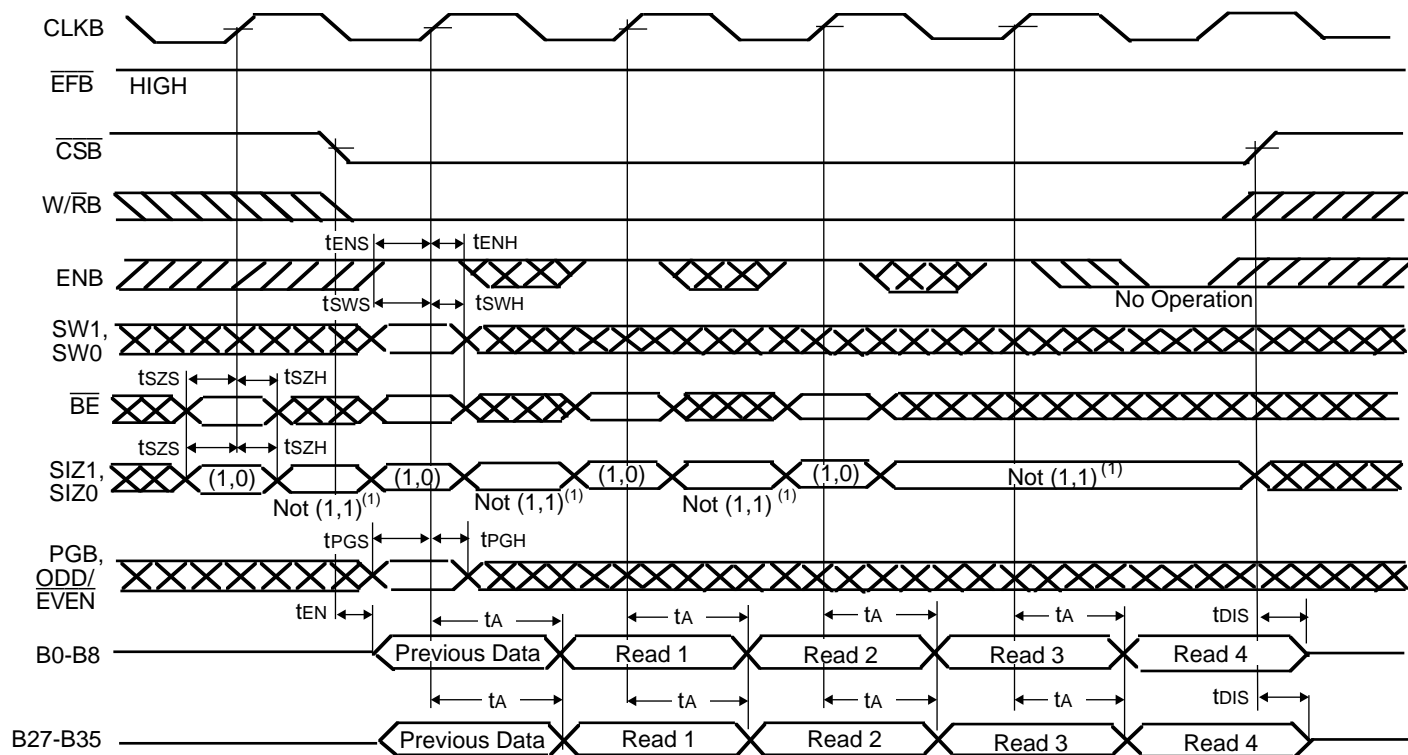 CLKB
EFB HIGH
CSB
W/RB
tENS tENH
ENB
No Operation
tSWS tSWH
SW1,
SW0
tSZS tSZH
BE
tSZS tSZH
SIZ1,
SIZ0
(1,0) (1,0) (1,0) (1,0) Not (1,1)(1)
Not (1,1)(1) Not (1,1)(1) Not (1,1)(1)
tPGS tPGH
PGB,
ODD/
EVEN
tEN tA tA tA tA tDIS
B0-B8 Previous Data Read 1 Read 2 Read 3 Read 4
tA tA tA tA tDIS
B27-B35 Previous Data Read 1 Read 2 Read 3 Read 4